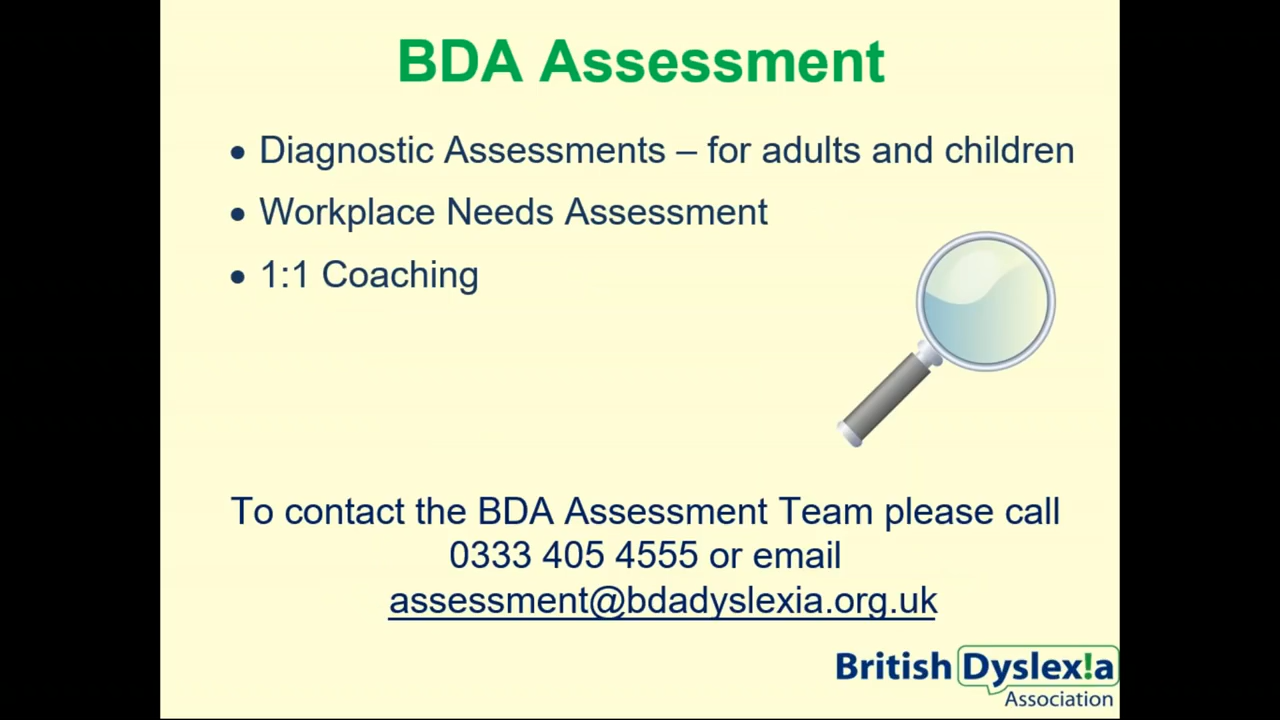 BDA Assessment
• Diagnostic Assessments – for adults and children
• Workplace Needs Assessment
• 1:1 Coaching
To contact the BDA Assessment Team please call
0333 405 4555 or email
assessment@bdadyslexia.org.uk
British Dyslex!a
Association